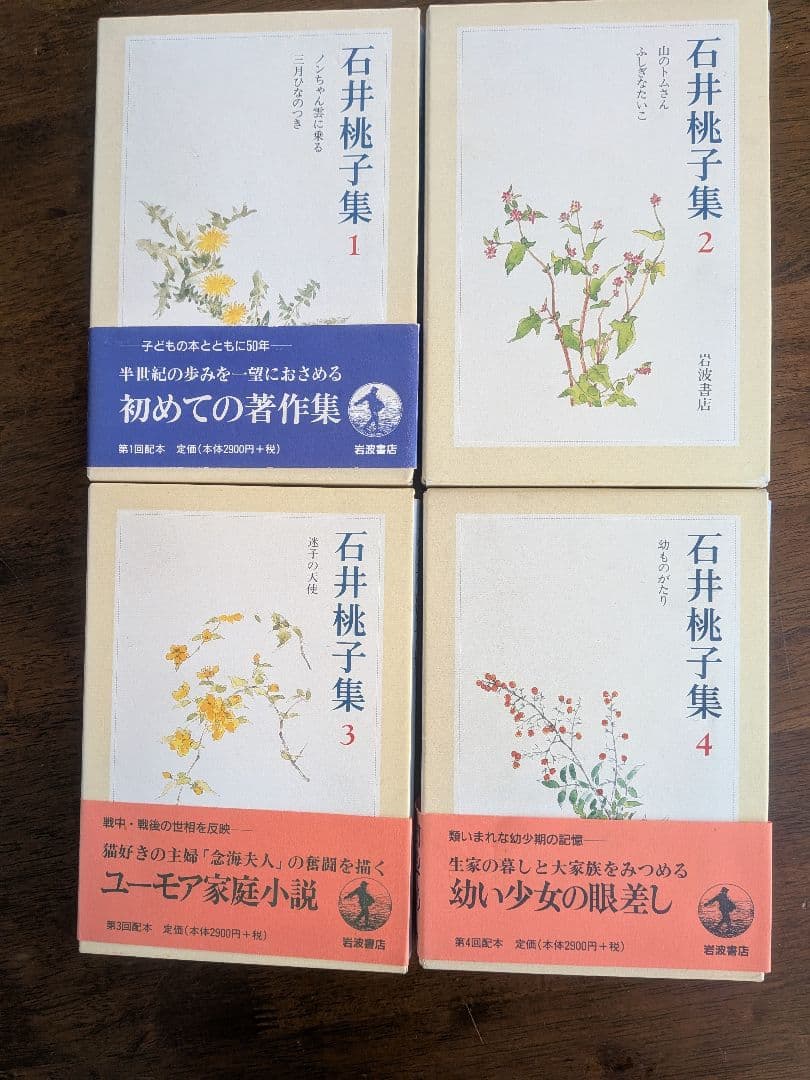 石井桃子集
1
ノンちゃん雲に乗る
三月ひなのつき
子どもの本とともに50年
半世紀の歩みを一望におさめる
初めての著作集
第1回配本 定価(本体2900円+税)
岩波書店
石井桃子集
2
山のトムさん
ふしぎなたいこ
岩波書店
石井桃子集
3
迷子の天使
戦中・戦後の世相を反映
猫好きの主婦「念海夫人」の奮闘を描く
ユーモア家庭小説
第3回配本 定価(本体2900円+税)
岩波書店
石井桃子集
4
幼ものがたり
類いまれな幼少期の記憶
生家の暮しと大家族をみつめる
幼い少女の眼差し
第4回配本 定価(本体2900円+税)
岩波書店